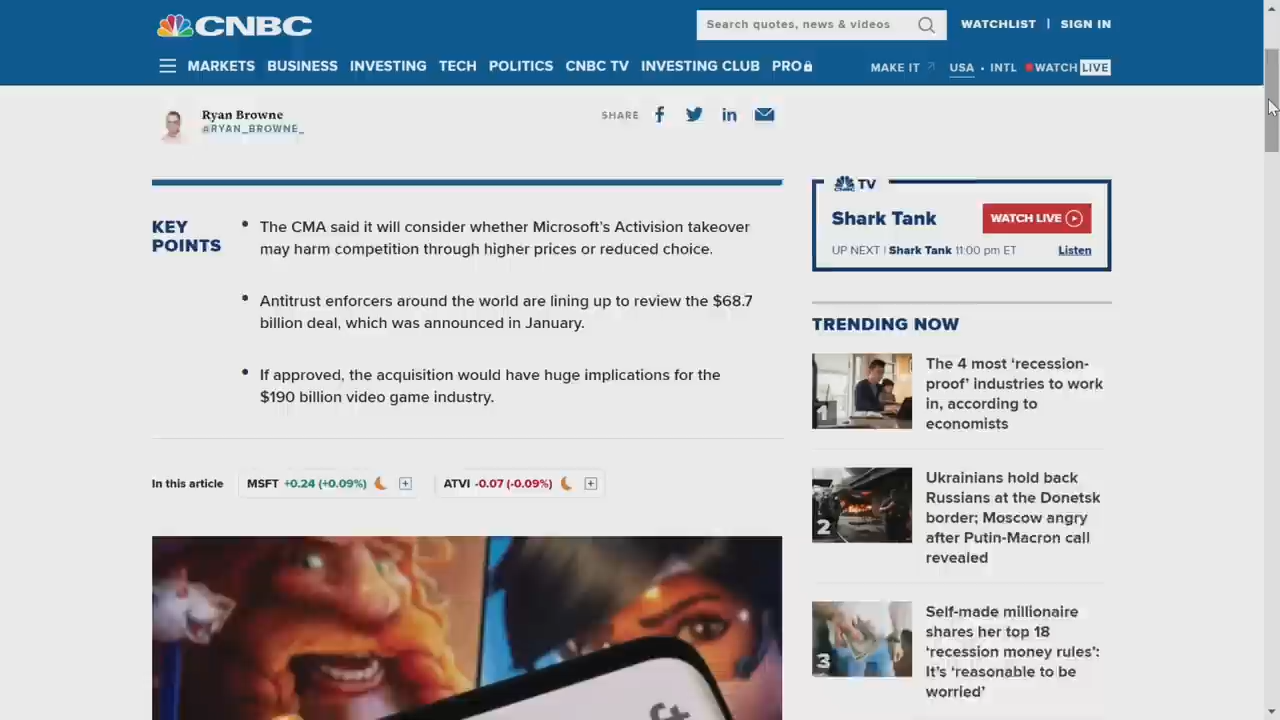 CNBC
Search quotes, news & videos
WATCHLIST | SIGN IN
MARKETS BUSINESS INVESTING TECH POLITICS CNBC TV INVESTING CLUB PRO
MAKE IT USA • INTL WATCH LIVE
Ryan Browne
@RYAN_BROWNE_
SHARE
KEY
POINTS
• The CMA said it will consider whether Microsoft's Activision takeover
may harm competition through higher prices or reduced choice.
• Antitrust enforcers around the world are lining up to review the $68.7
billion deal, which was announced in January.
• If approved, the acquisition would have huge implications for the
$190 billion video game industry.
In this article
MSFT +0.24 (+0.09%)
ATVI -0.07 (-0.09%)
CNBC TV
Shark Tank
WATCH LIVE
UP NEXT | Shark Tank 11:00 pm ET
Listen
TRENDING NOW
1
The 4 most ‘recession-
proof’ industries to work
in, according to
economists
2
Ukrainians hold back
Russians at the Donetsk
border; Moscow angry
after Putin-Macron call
revealed
3
Self-made millionaire
shares her top 18
‘recession money rules’:
It’s ‘reasonable to be
worried’